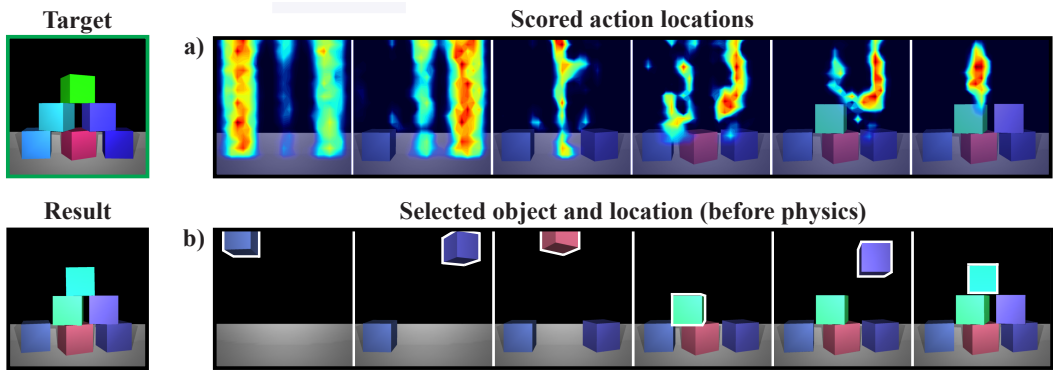 Target
Scored action locations
a)
Result
Selected object and location (before physics)
b)